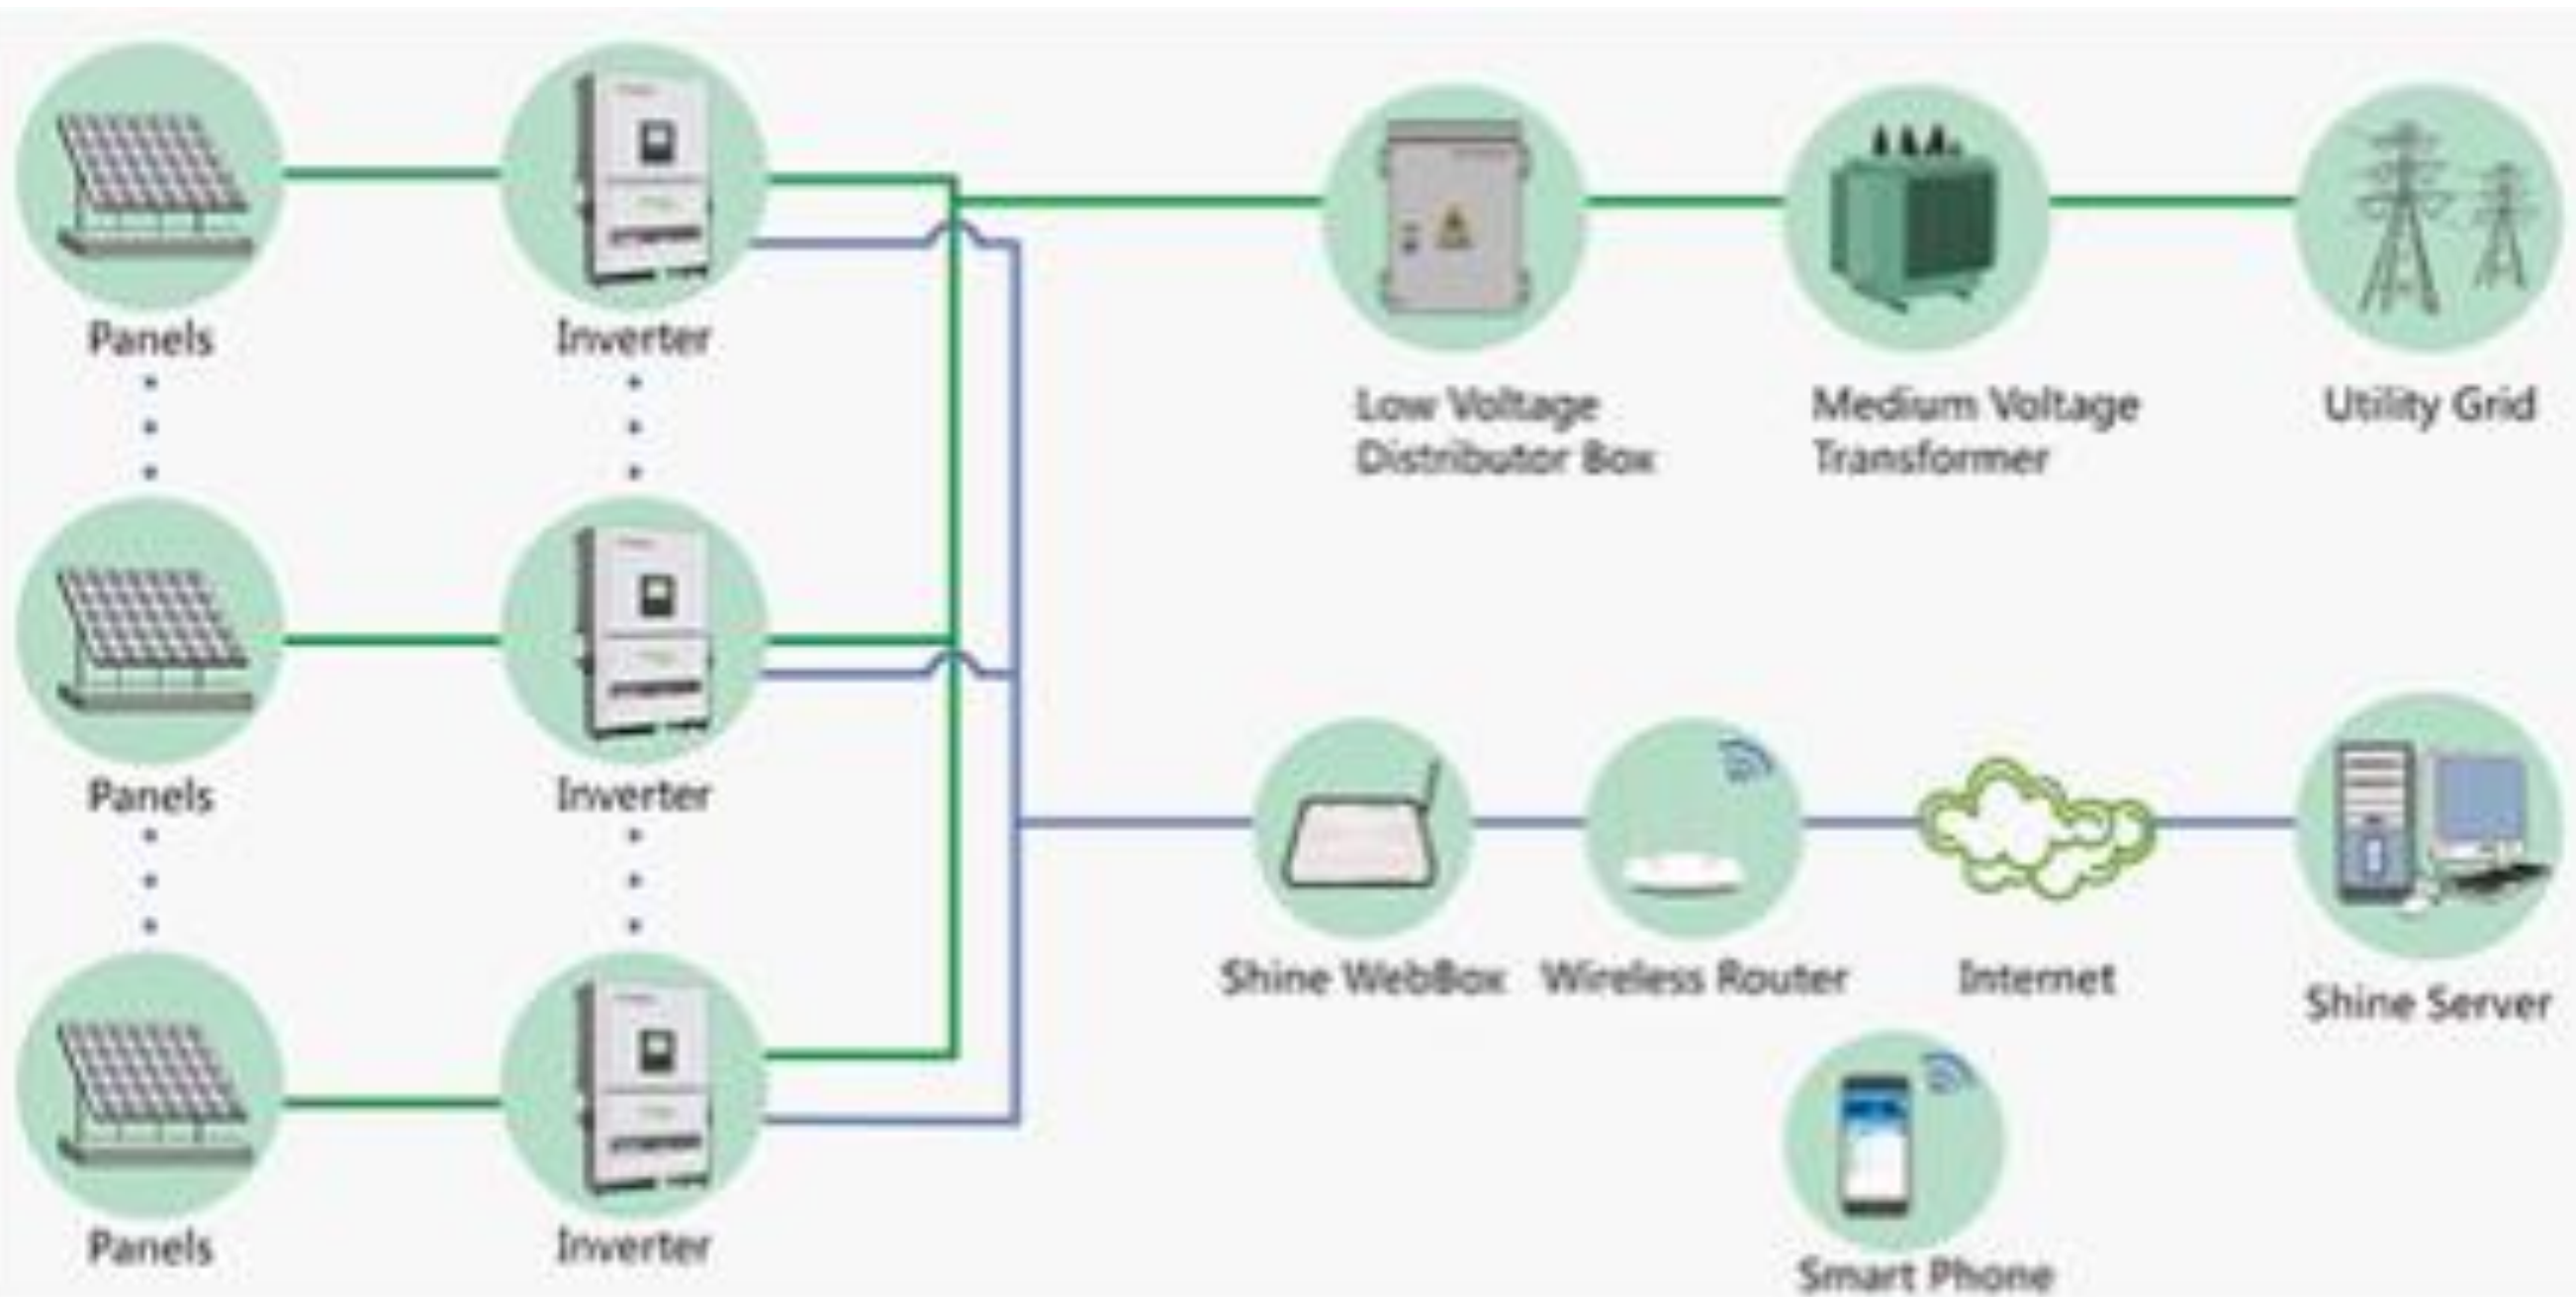 Panels
Inverter
Low Voltage
Distributor Box
Medium Voltage
Transformer
Utility Grid
Panels
Inverter
Shine WebBox
Wireless Router
Internet
Shine Server
Panels
Inverter
Smart Phone